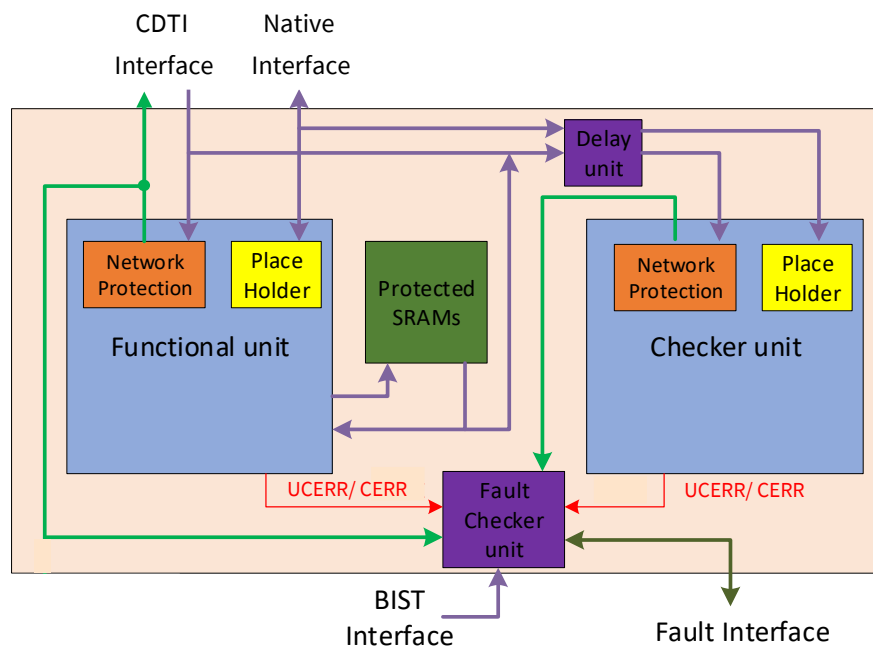 CDTI
Interface
Native
Interface
Delay
unit
Network
Protection
Place
Holder
Functional unit
Protected
SRAMs
Network
Protection
Place
Holder
Checker unit
UCERR/ CERR
Fault
Checker
unit
UCERR/ CERR
BIST
Interface
Fault Interface